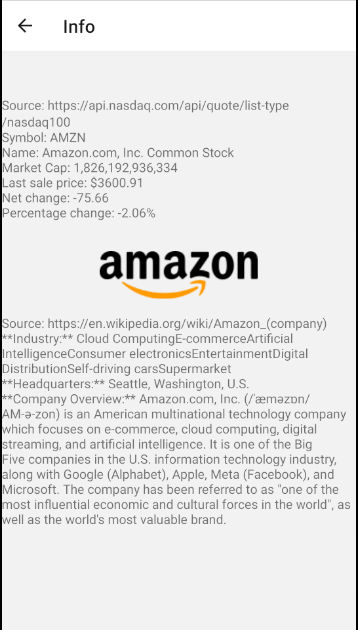 Info
Source: https://api.nasdaq.com/api/quote/list-type
/nasdaq100
Symbol: AMZN
Name: Amazon.com, Inc. Common Stock
Market Cap: 1,826,192,936,334
Last sale price: $3600.91
Net change: -75.66
Percentage change: -2.06%
amazon
Source: https://en.wikipedia.org/wiki/Amazon_(company)
**Industry:** Cloud ComputingE-commerceArtificial
IntelligenceConsumer electronicsEntertainmentDigital
DistributionSelf-driving carsSupermarket
**Headquarters:** Seattle, Washington, U.S.
**Company Overview:** Amazon.com, Inc. (/ˈæməzɒn/
AM-ə-zon) is an American multinational technology company
which focuses on e-commerce, cloud computing, digital
streaming, and artificial intelligence. It is one of the Big
Five companies in the U.S. information technology industry,
along with Google (Alphabet), Apple, Meta (Facebook), and
Microsoft. The company has been referred to as "one of the
most influential economic and cultural forces in the world", as
well as the world's most valuable brand.